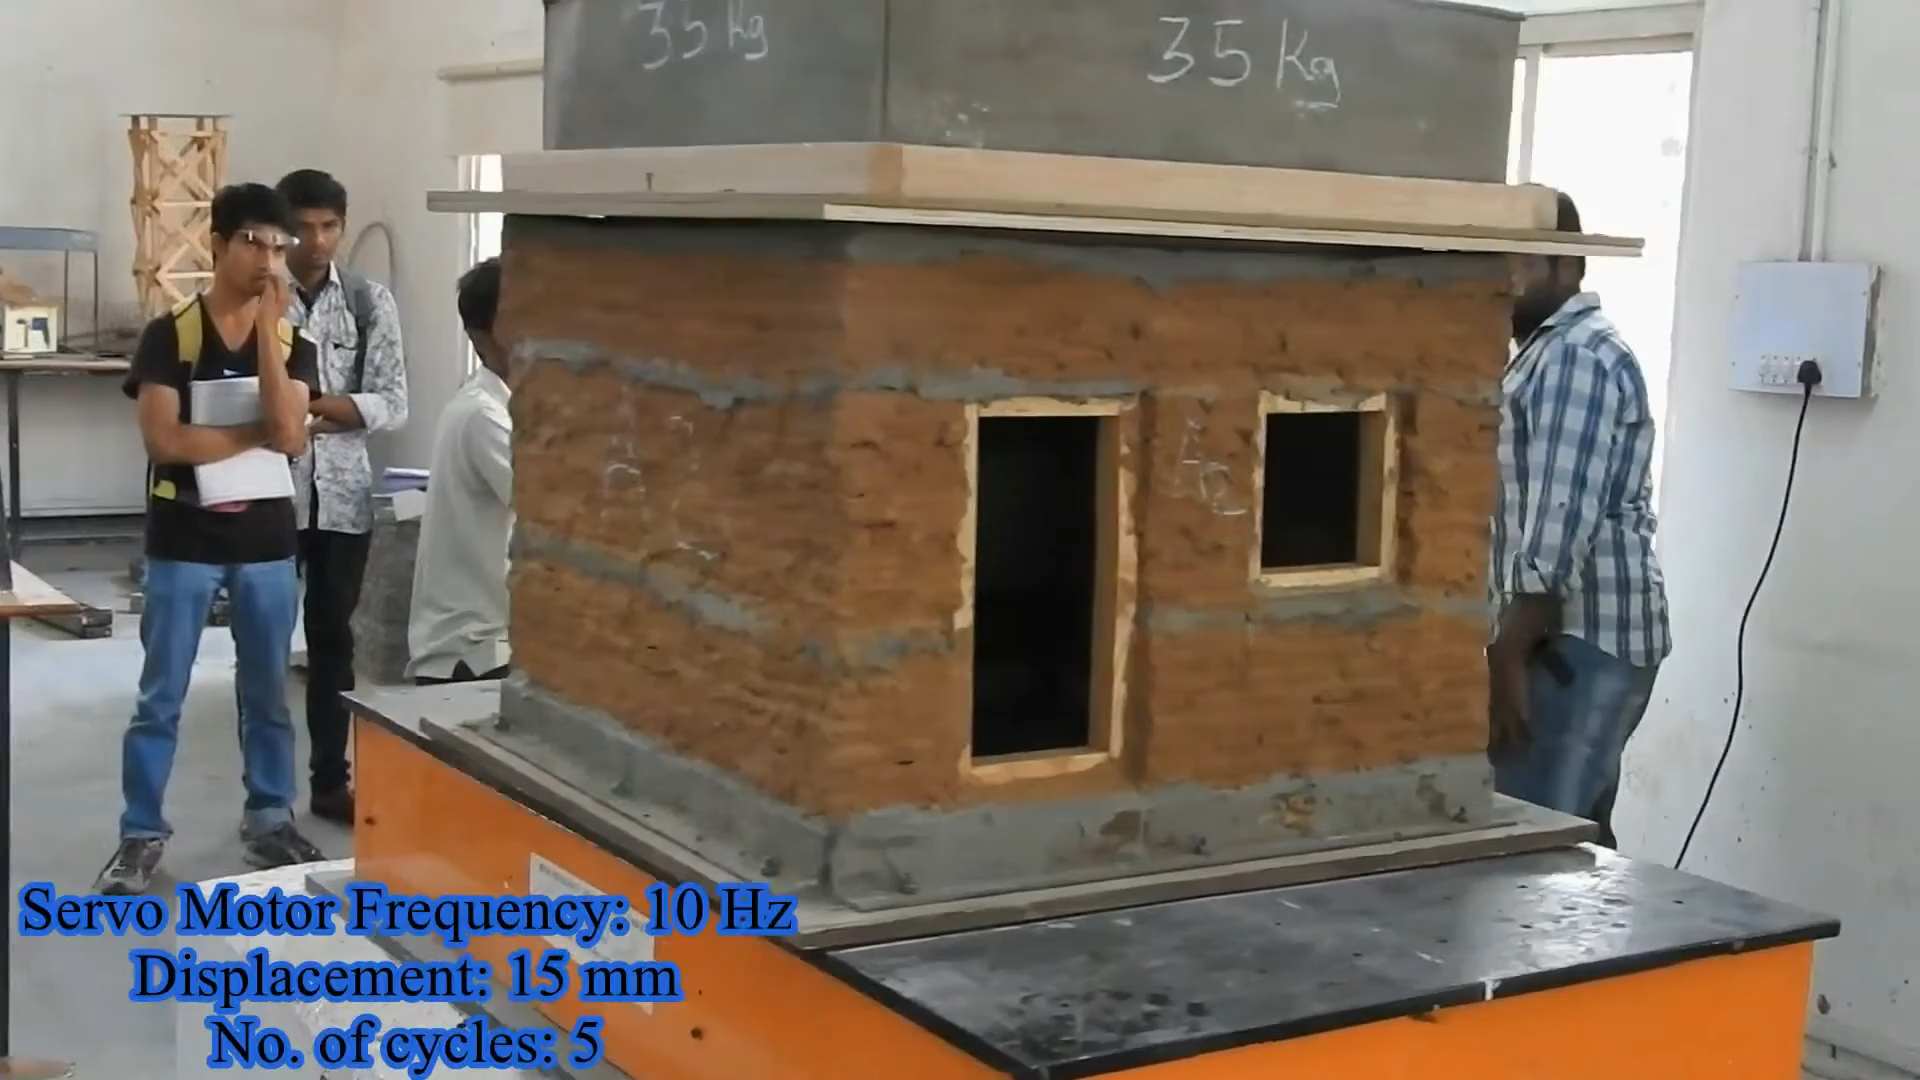 35 Kg
35 Kg
Servo Motor Frequency: 10 Hz
Displacement: 15 mm
No. of cycles: 5